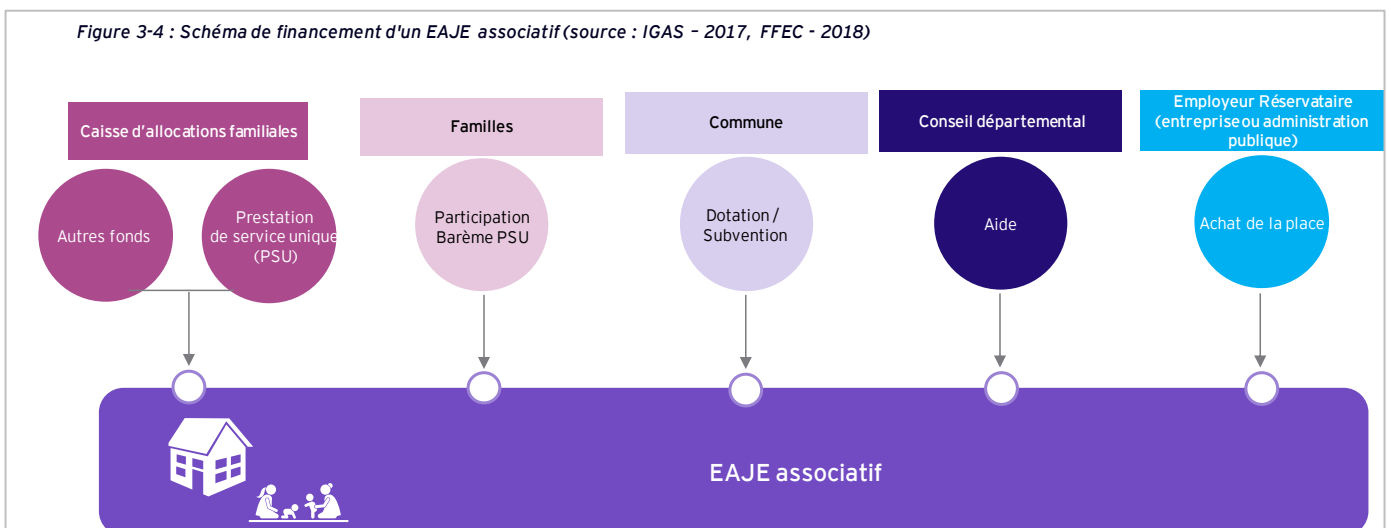 Figure 3-4 : Schéma de financement d'un EAJE associatif (source : IGAS – 2017, FFEC - 2018)
Caisse d'allocations familiales
Familles
Commune
Conseil départemental
Employeur Réservataire
(entreprise ou administration
publique)
Autres fonds
Prestation
de service unique
(PSU)
Participation
Barème PSU
Dotation /
Subvention
Aide
Achat de la place
EAJE associatif